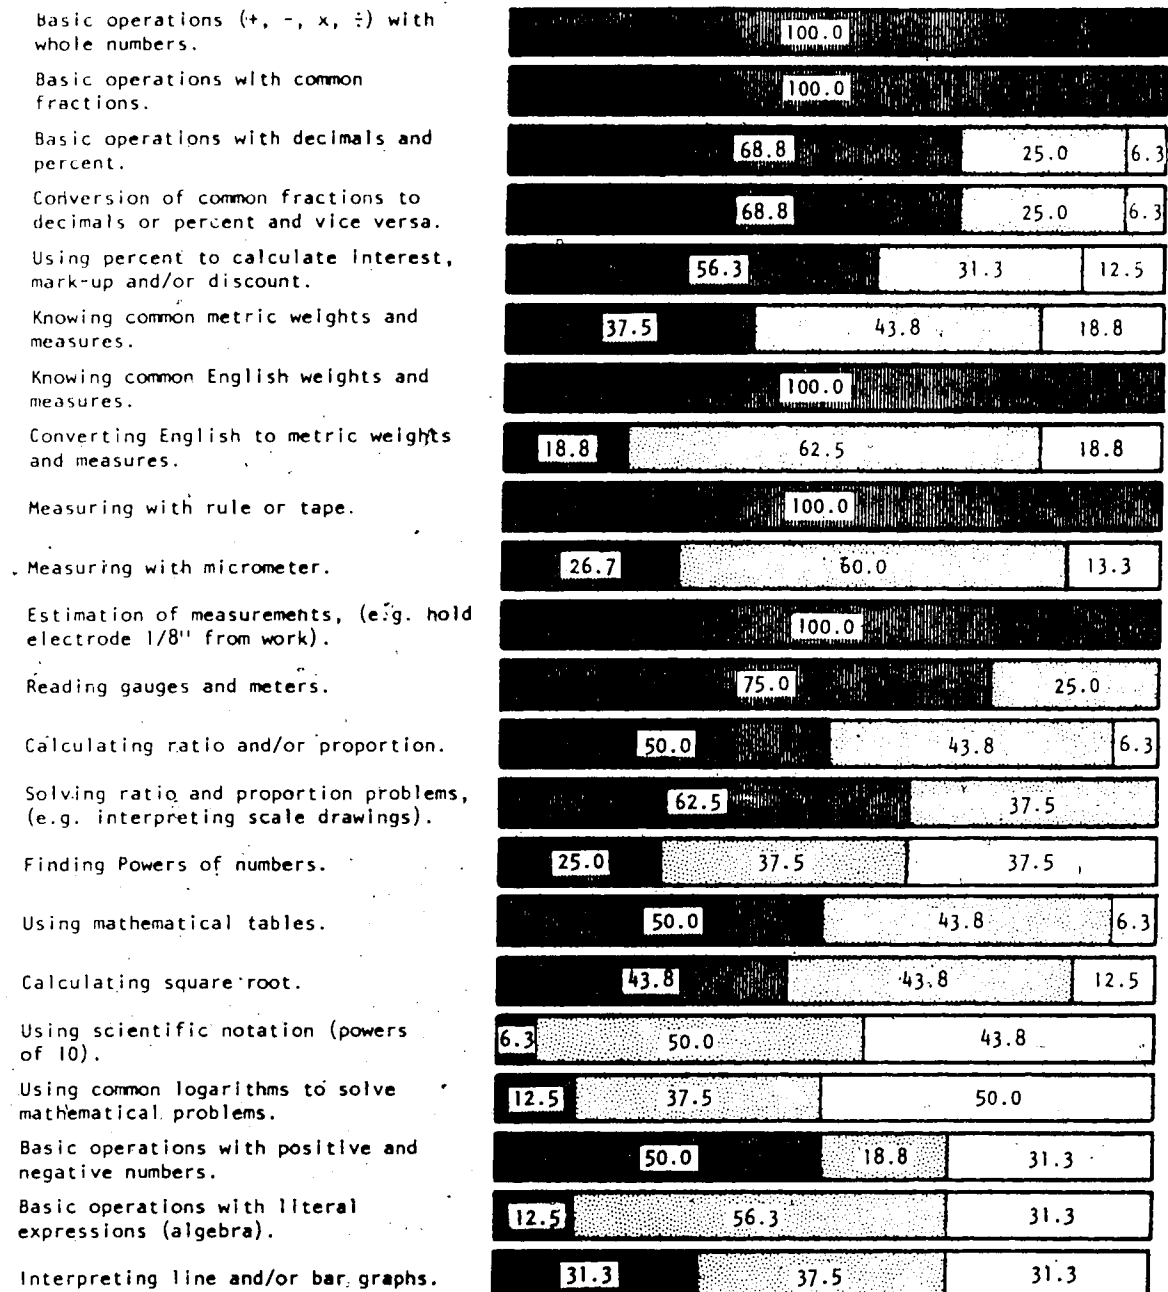 Basic operations (+, -, x, ÷) with
whole numbers.
100.0
Basic operations with common
fractions.
100.0
Basic operations with decimals and
percent.
68.8 25.0 6.3
Conversion of common fractions to
decimals or percent and vice versa.
68.8 25.0 6.3
Using percent to calculate interest,
mark-up and/or discount.
56.3 31.3 12.5
Knowing common metric weights and
measures.
37.5 43.8 18.8
Knowing common English weights and
measures.
100.0
Converting English to metric weights
and measures.
18.8 62.5 18.8
Measuring with rule or tape.
100.0
Measuring with micrometer.
26.7 60.0 13.3
Estimation of measurements, (e.g. hold
electrode 1/8" from work).
100.0
Reading gauges and meters.
75.0 25.0
Calculating ratio and/or proportion.
50.0 43.8 6.3
Solving ratio and proportion problems,
(e.g. interpreting scale drawings).
62.5 37.5
Finding Powers of numbers.
25.0 37.5 37.5
Using mathematical tables.
50.0 43.8 6.3
Calculating square root.
43.8 43.8 12.5
Using scientific notation (powers
of 10).
6.3 50.0 43.8
Using common logarithms to solve
mathematical problems.
12.5 37.5 50.0
Basic operations with positive and
negative numbers.
50.0 18.8 31.3
Basic operations with literal
expressions (algebra).
12.5 56.3 31.3
Interpreting line and/or bar graphs.
31.3 37.5 31.3